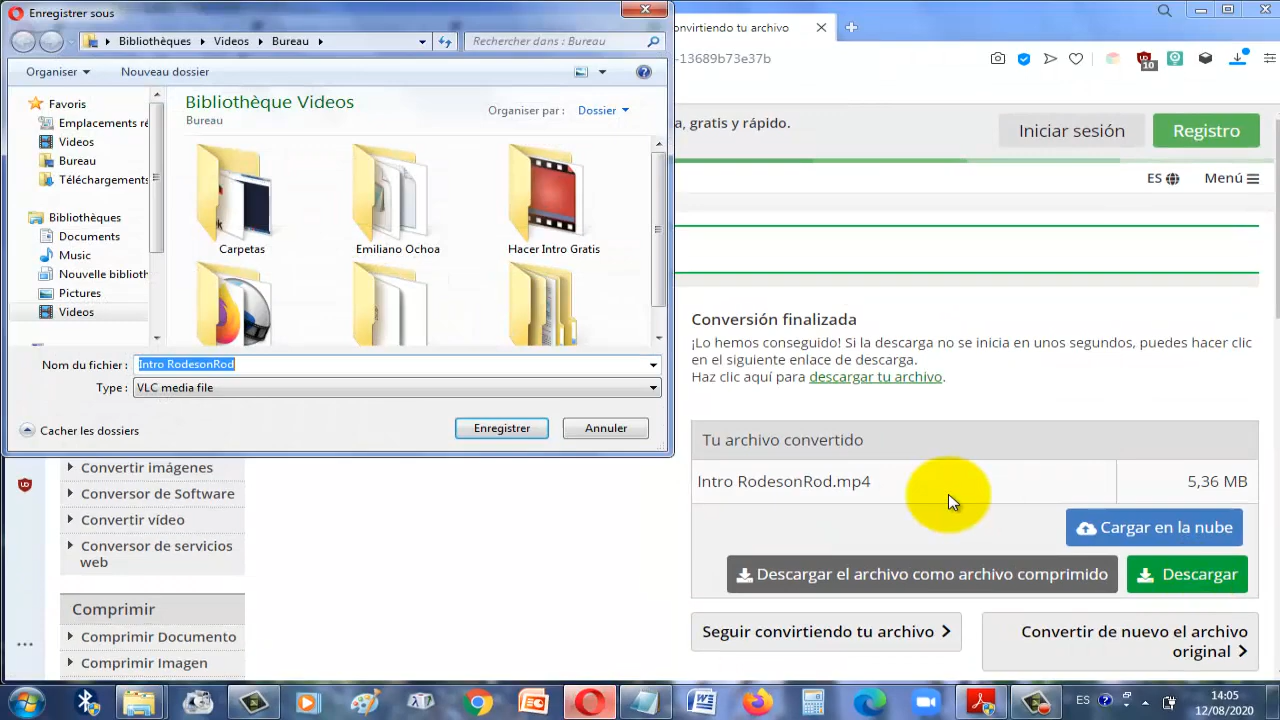 Enregistrer sous
Bibliothèques
Videos
Bureau
Rechercher dans : Bureau
Organiser
Nouveau dossier
Favoris
Emplacements ré
Videos
Bureau
Téléchargements
Bibliothèques
Documents
Music
Nouvelle biblioth
Pictures
Videos
Bibliothèque Videos
Bureau
Organiser par :
Dossier
Carpetas
Emiliano Ochoa
Hacer Intro Gratis
Nom du fichier :
Intro RodesonRod
Type :
VLC media file
Cacher les dossiers
Enregistrer
Annuler
onvirtiendo tu archivo
-13689b73e37b
10
a, gratis y rápido.
Iniciar sesión
Registro
ES
Menú
Conversión finalizada
¡Lo hemos conseguido! Si la descarga no se inicia en unos segundos, puedes hacer clic
en el siguiente enlace de descarga.
Haz clic aquí para descargar tu archivo.
Tu archivo convertido
Intro RodesonRod.mp4
5,36 MB
Cargar en la nube
Descargar el archivo como archivo comprimido
Descargar
Seguir convirtiendo tu archivo
Convertir de nuevo el archivo
original
Convertir imágenes
Conversor de Software
Convertir vídeo
Conversor de servicios
web
Comprimir
Comprimir Documento
Comprimir Imagen
ES
14:05
12/08/2020